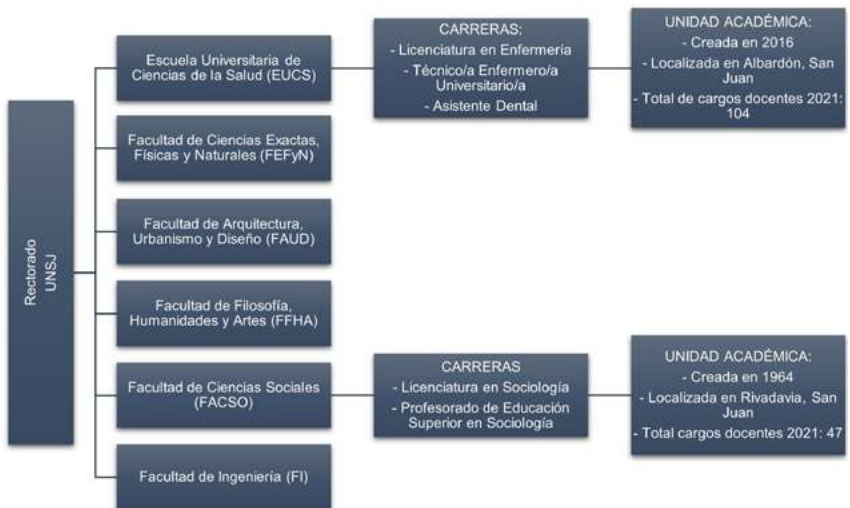 Rectorado
UNSJ
Escuela Universitaria de
Ciencias de la Salud (EUCS)
Facultad de Ciencias Exactas,
Físicas y Naturales (FEFyN)
Facultad de Arquitectura,
Urbanismo y Diseño (FAUD)
Facultad de Filosofía,
Humanidades y Artes (FFHA)
Facultad de Ciencias Sociales
(FACSO)
Facultad de Ingeniería (FI)
CARRERAS:
- Licenciatura en Enfermería
- Técnico/a Enfermero/a
Universitario/a
- Asistente Dental
UNIDAD ACADÉMICA:
- Creada en 2016
- Localizada en Albardón, San
Juan
- Total de cargos docentes 2021:
104
CARRERAS
- Licenciatura en Sociología
- Profesorado de Educación
Superior en Sociología
UNIDAD ACADÉMICA:
- Creada en 1964
- Localizada en Rivadavia, San
Juan
- Total cargos docentes 2021: 47